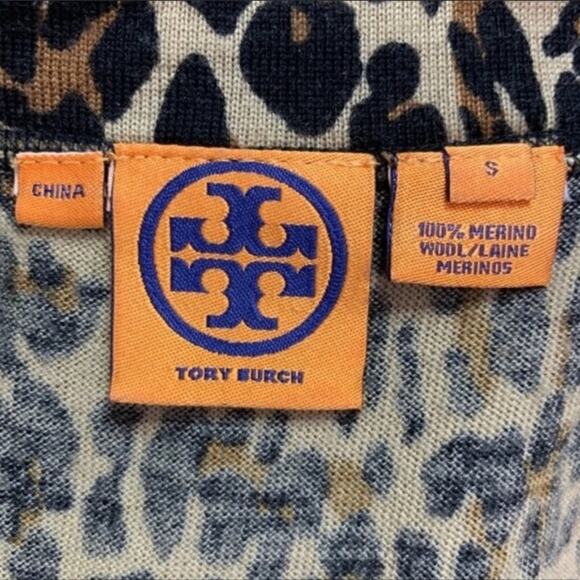 CHINA
TORY BURCH
S
100% MERINO
WOOL/LAINE
MERINOS